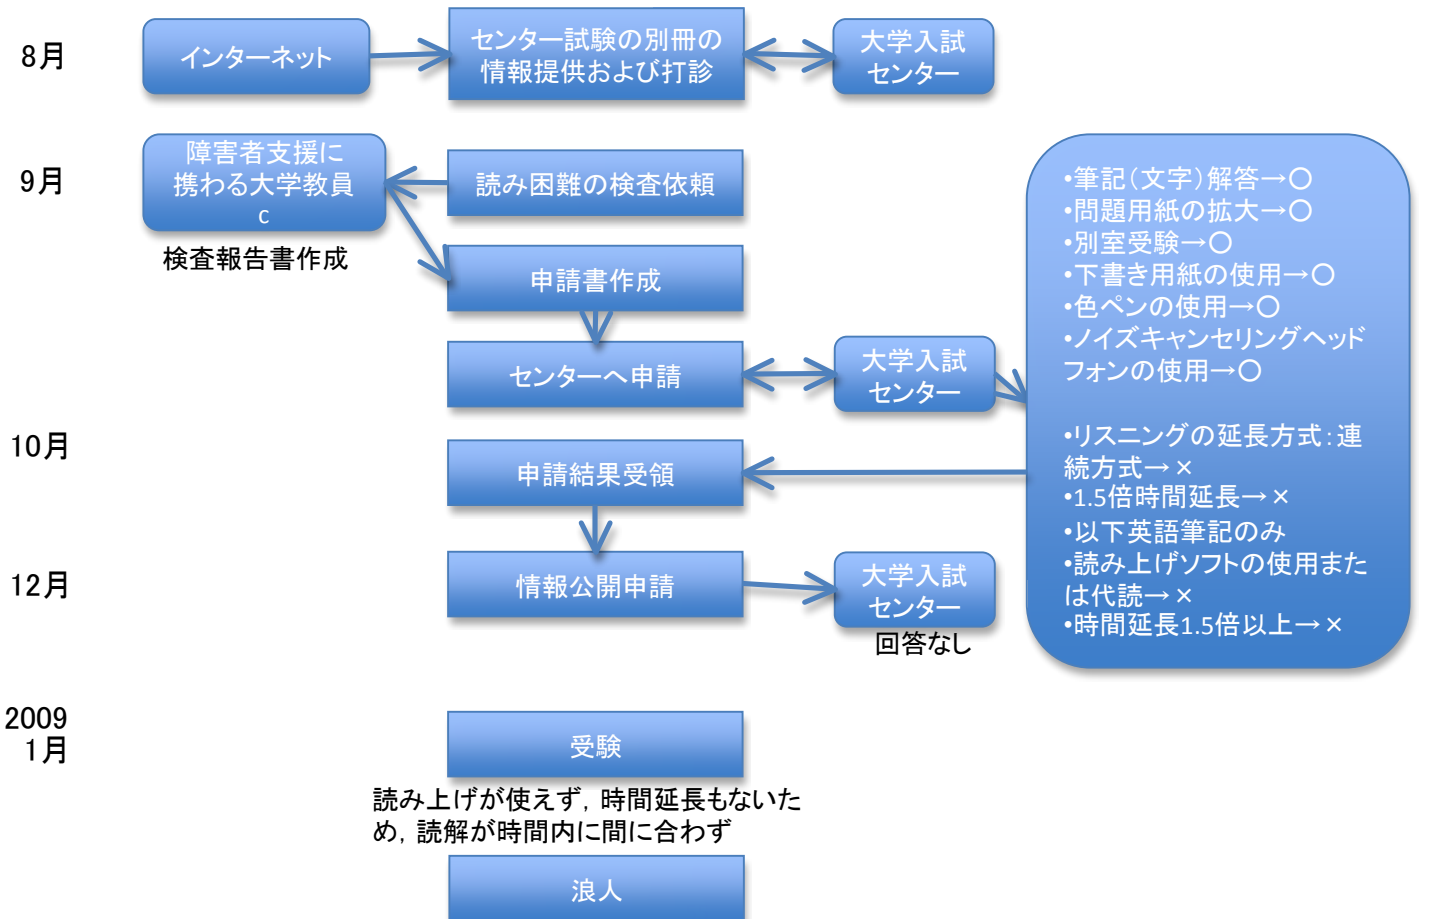 8月
インターネット
センター試験の別冊の
情報提供および打診
大学入試
センター
9月
障害者支援に
携わる大学教員
c
検査報告書作成
読み困難の検査依頼
申請書作成
センターへ申請
大学入試
センター
•筆記(文字)解答→○
•問題用紙の拡大→○
•別室受験→○
•下書き用紙の使用→○
•色ペンの使用→○
•ノイズキャンセリングヘッド
フォンの使用→○
•リスニングの延長方式:連
続方式→×
•1.5倍時間延長→×
•以下英語筆記のみ
•読み上げソフトの使用また
は代読→×
•時間延長1.5倍以上→×
10月
申請結果受領
12月
情報公開申請
大学入試
センター
回答なし
2009
1月
受験
読み上げが使えず,時間延長もないた
め,読解が時間内に間に合わず
浪人